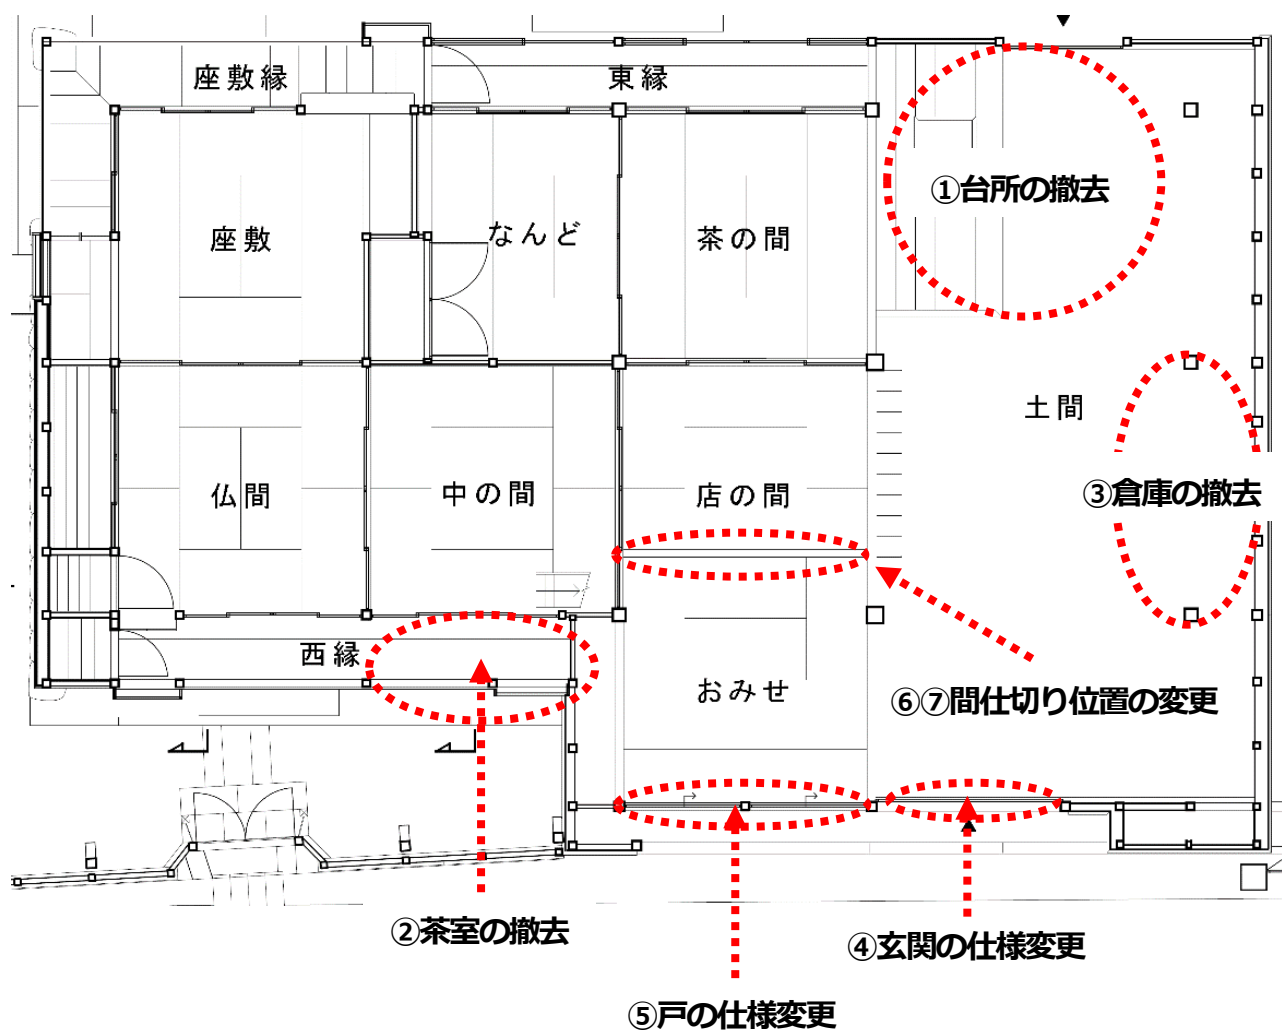 座敷縁
東縁
①台所の撤去
座敷
なんど
茶の間
土間
仏間
中の間
店の間
③倉庫の撤去
西縁
おみせ
⑥⑦間仕切り位置の変更
②茶室の撤去
④玄関の仕様変更
⑤戸の仕様変更